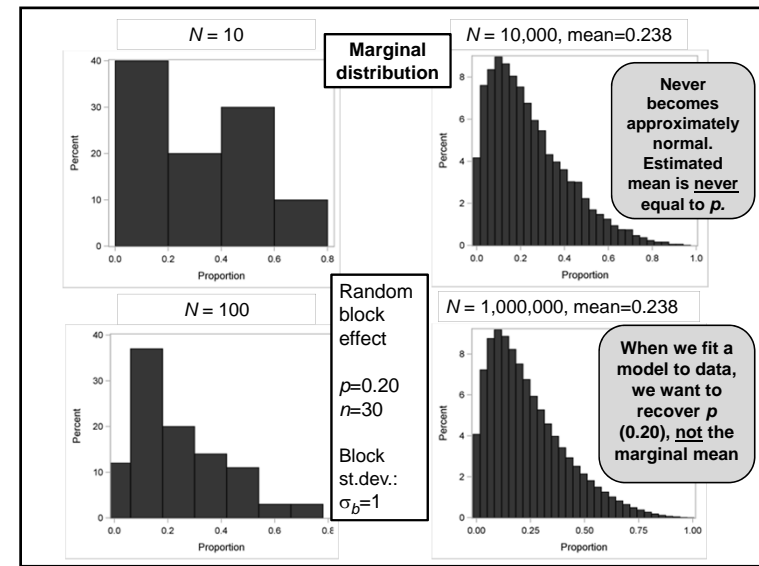 N = 10
Marginal
distribution
N = 10,000, mean=0.238
40
30
20
10
0
Percent
0.0 0.2 0.4 0.6 0.8
Proportion
8
6
4
2
0
Percent
0.0 0.2 0.4 0.6 0.8 1.0
Proportion
Never
becomes
approximately
normal.
Estimated
mean is never
equal to p.
N = 100
Random
block
effect
p=0.20
n=30
Block
st.dev.:
σb=1
N = 1,000,000, mean=0.238
40
30
20
10
0
Percent
0.0 0.2 0.4 0.6
Proportion
8
6
4
2
0
Percent
0.00 0.25 0.50 0.75 1.00
Proportion
When we fit a
model to data,
we want to
recover p
(0.20), not the
marginal mean